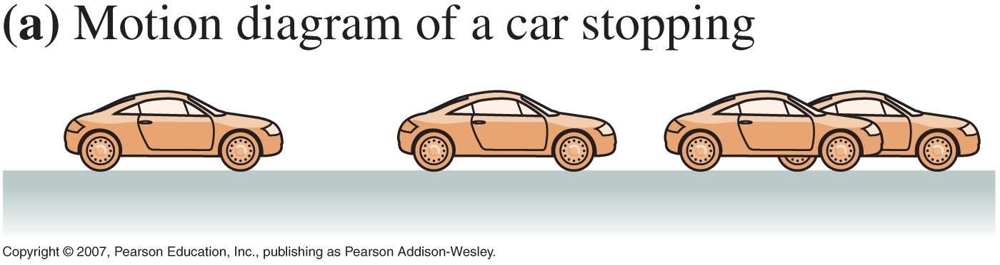 (a) Motion diagram of a car stopping
Copyright © 2007, Pearson Education, Inc., publishing as Pearson Addison-Wesley.